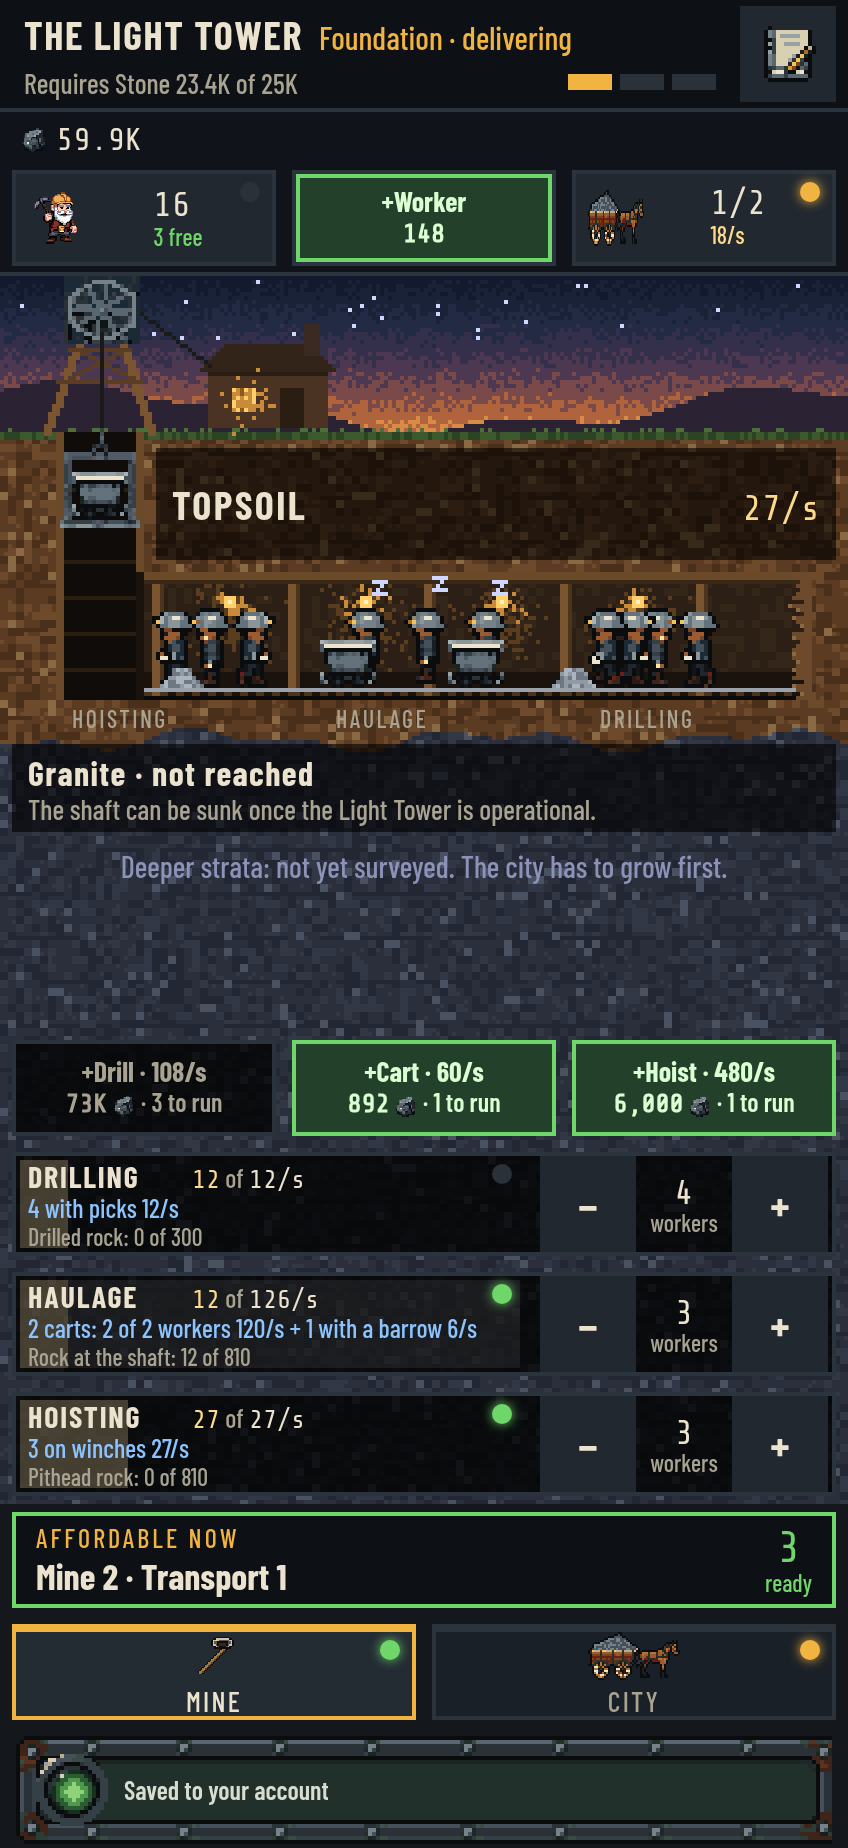 THE LIGHT TOWER Foundation · delivering
Requires Stone 23.4K of 25K
59.9K
16
3 free
+Worker
148
1/2
18/s
TOPSOIL 27/s
Z Z Z
HOISTING HAULAGE DRILLING
Granite · not reached
The shaft can be sunk once the Light Tower is operational.
Deeper strata: not yet surveyed. The city has to grow first.
+Drill · 108/s
73K · 3 to run
+Cart · 60/s
892 · 1 to run
+Hoist · 480/s
6,000 · 1 to run
DRILLING 12 of 12/s
4 with picks 12/s
Drilled rock: 0 of 300
− 4 +
workers
HAULAGE 12 of 126/s
2 carts: 2 of 2 workers 120/s + 1 with a barrow 6/s
Rock at the shaft: 12 of 810
− 3 +
workers
HOISTING 27 of 27/s
3 on winches 27/s
Pithead rock: 0 of 810
− 3 +
workers
AFFORDABLE NOW
Mine 2 · Transport 1
3
ready
MINE
CITY
Saved to your account